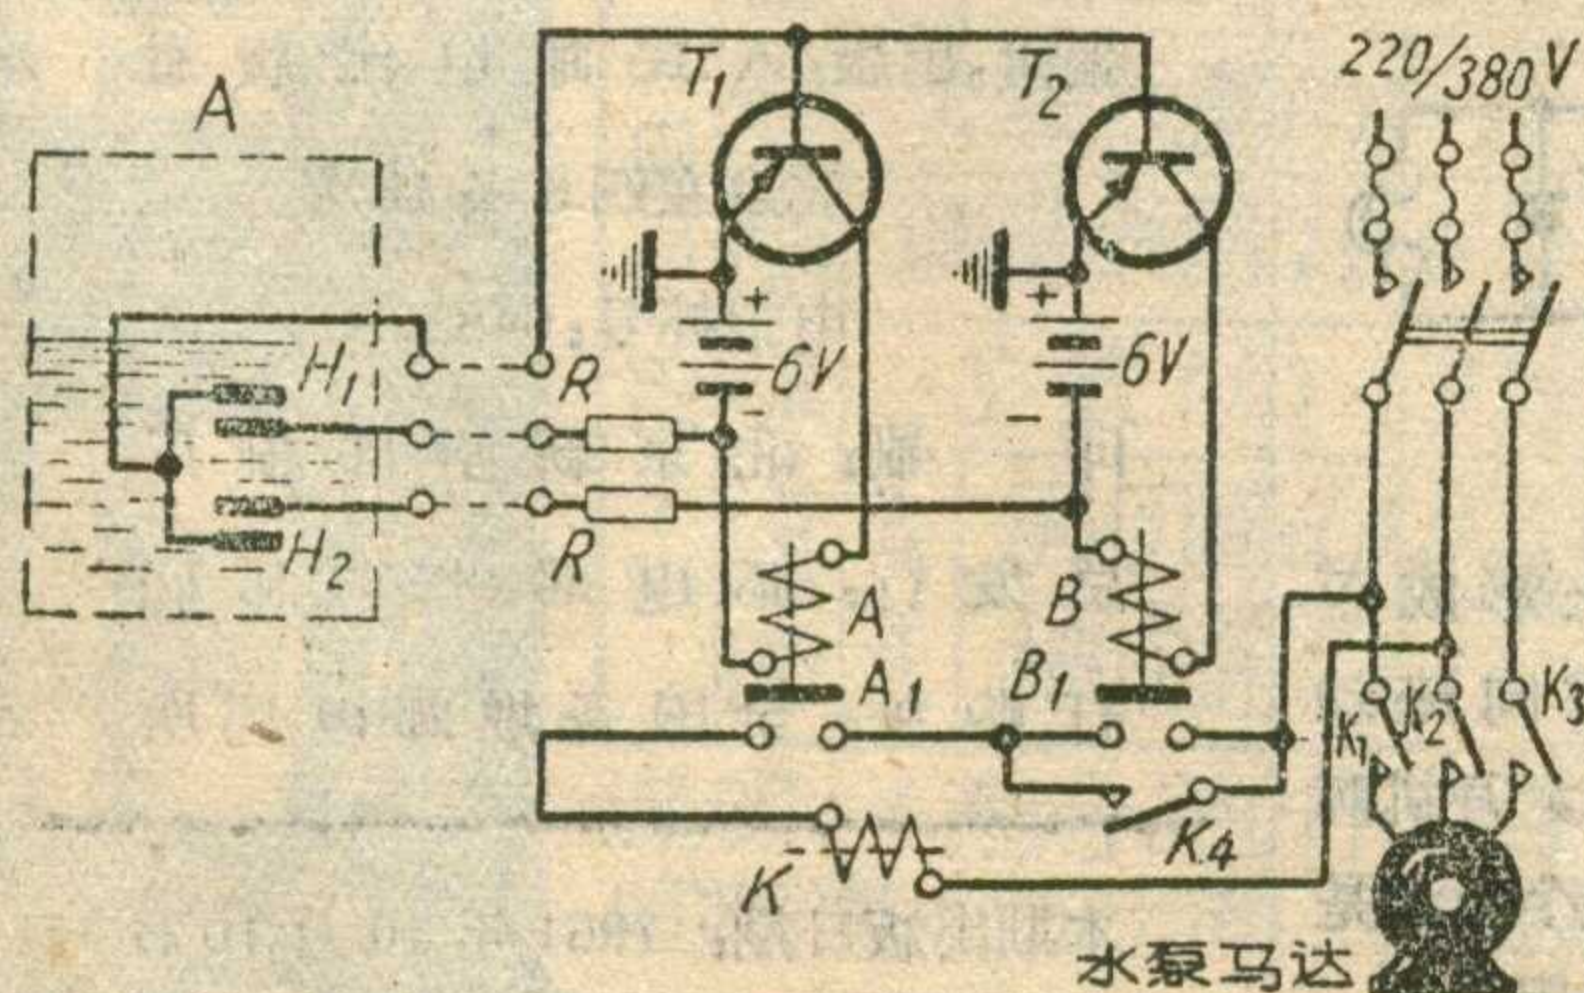 A
T1
T2
220/380V
+
+
H1
R
6V
6V
-
-
H2
R
A
B
A1
B1
K1
K2
K3
K4
K
水泵马达